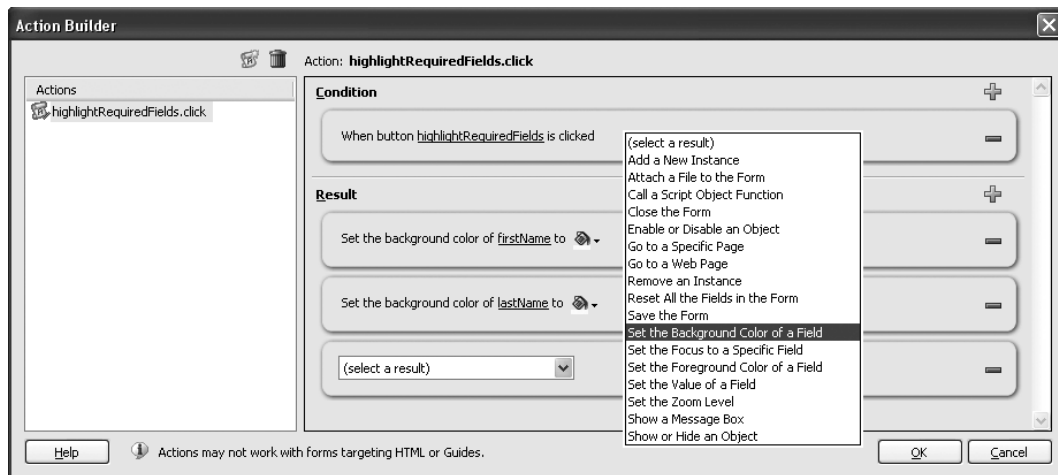 Action Builder
Action: highlightRequiredFields.click
Actions
highlightRequiredFields.click
Condition
When button highlightRequiredFields is clicked
Result
Set the background color of firstName to
Set the background color of lastName to
(select a result)
(select a result)
Add a New Instance
Attach a File to the Form
Call a Script Object Function
Close the Form
Enable or Disable an Object
Go to a Specific Page
Go to a Web Page
Remove an Instance
Reset All the Fields in the Form
Save the Form
Set the Background Color of a Field
Set the Focus to a Specific Field
Set the Foreground Color of a Field
Set the Value of a Field
Set the Zoom Level
Show a Message Box
Show or Hide an Object
Help
Actions may not work with forms targeting HTML or Guides.
OK
Cancel